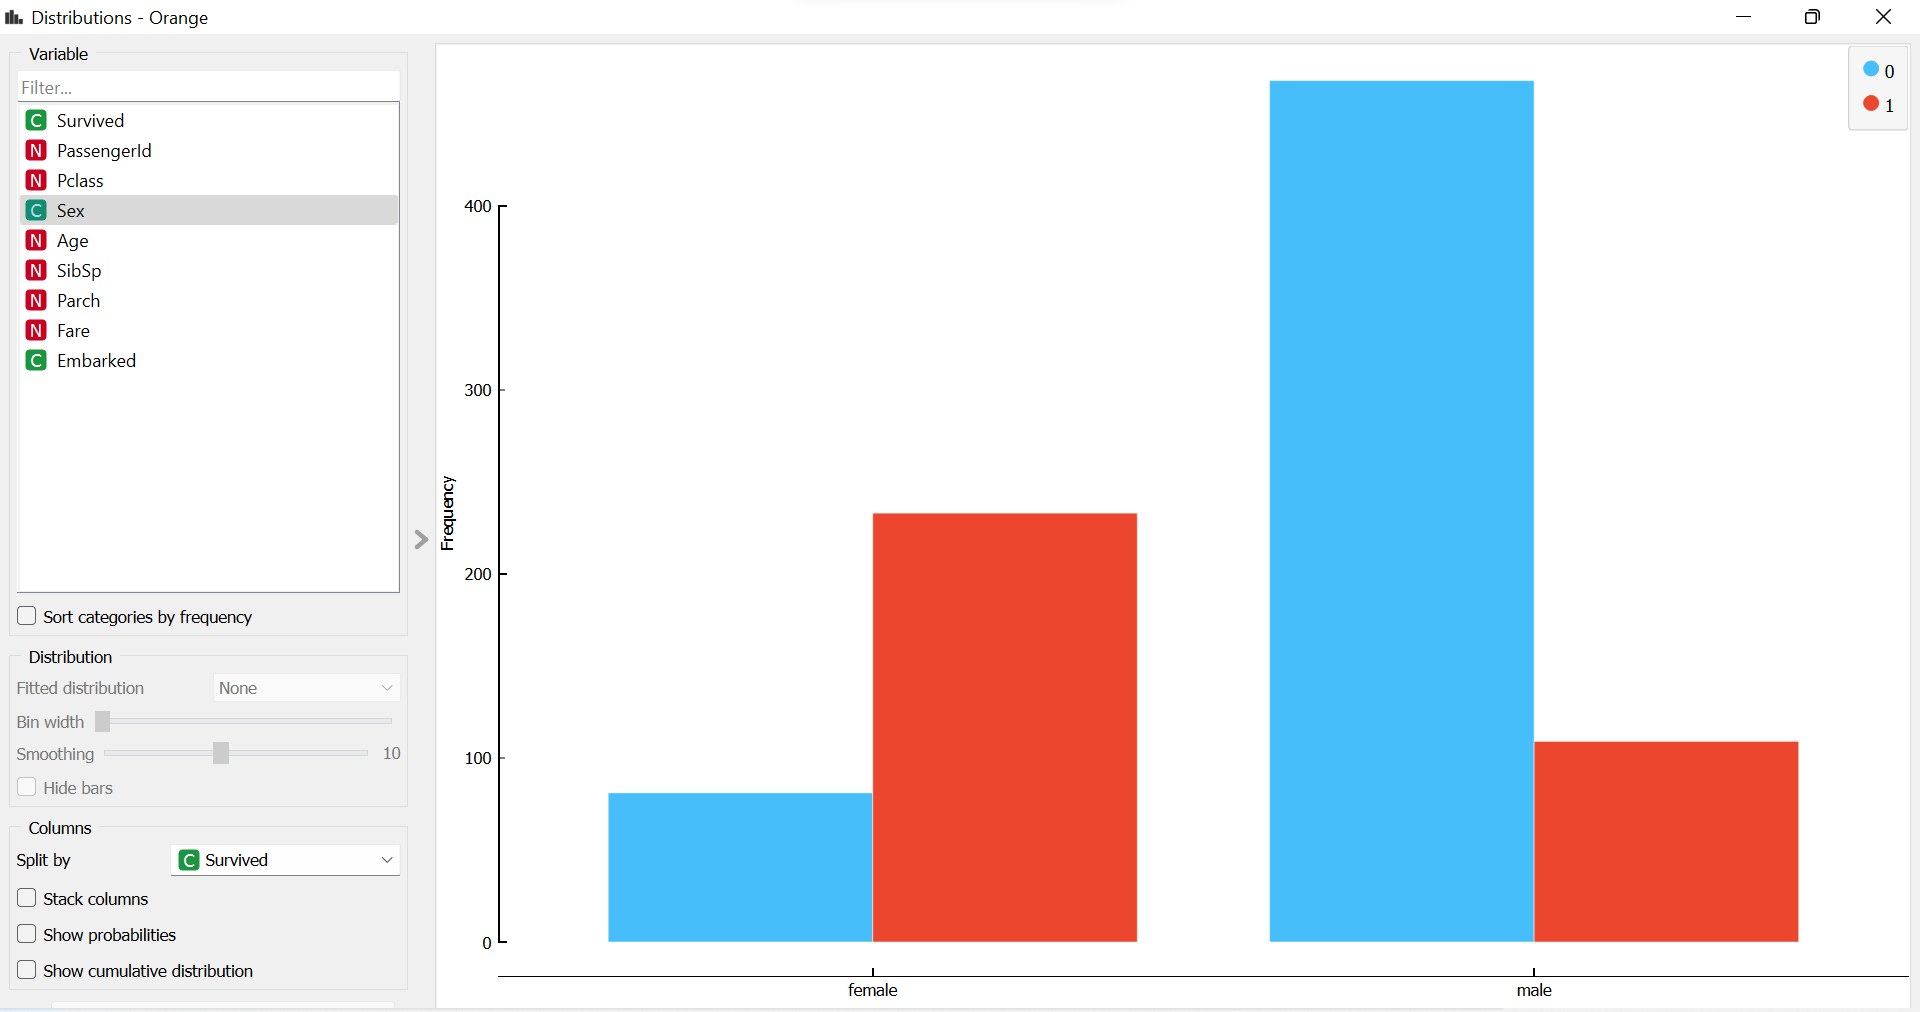 Distributions - Orange
Variable
Filter...
C Survived
N PassengerId
N Pclass
C Sex
N Age
N SibSp
N Parch
N Fare
C Embarked
Sort categories by frequency
Distribution
Fitted distribution None
Bin width
Smoothing 10
Hide bars
Columns
Split by C Survived
Stack columns
Show probabilities
Show cumulative distribution
0
1
Frequency
400
300
200
100
0
female male